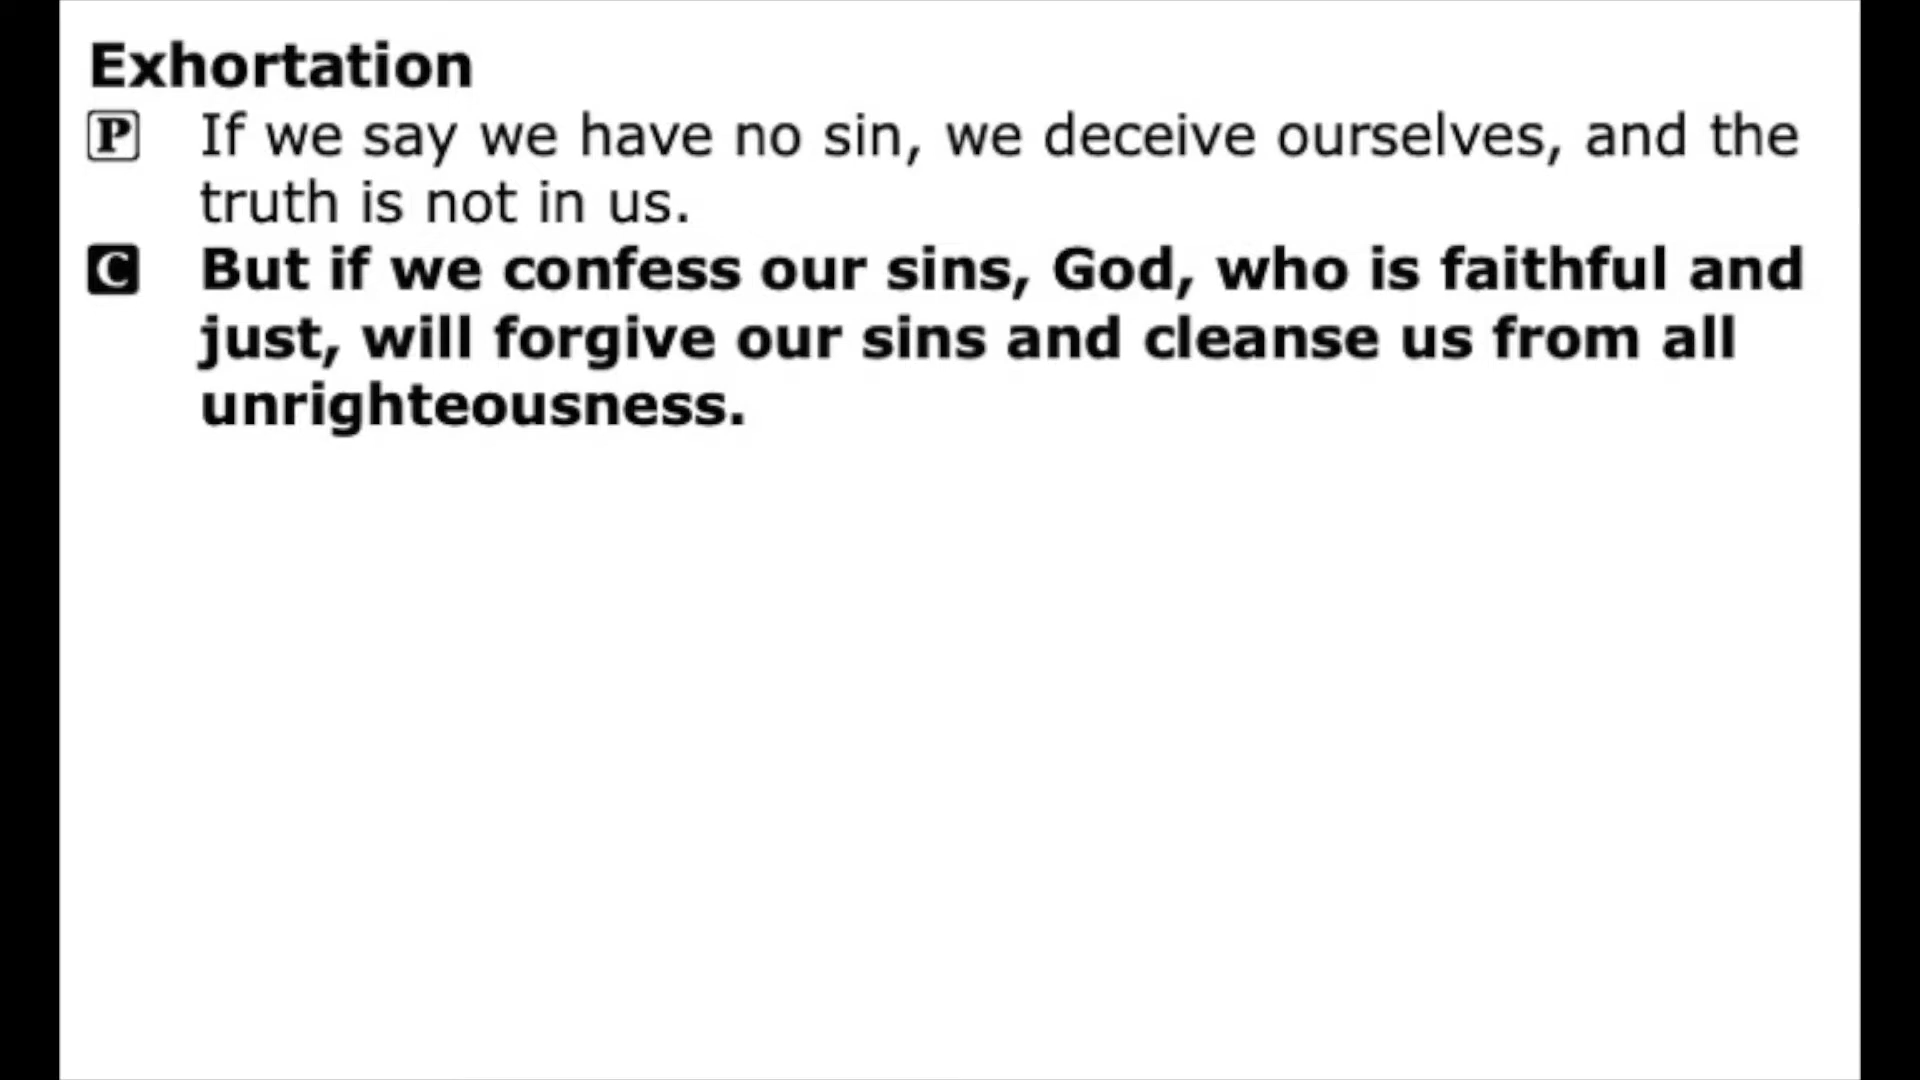 Exhortation
P If we say we have no sin, we deceive ourselves, and the
truth is not in us.
C But if we confess our sins, God, who is faithful and
just, will forgive our sins and cleanse us from all
unrighteousness.